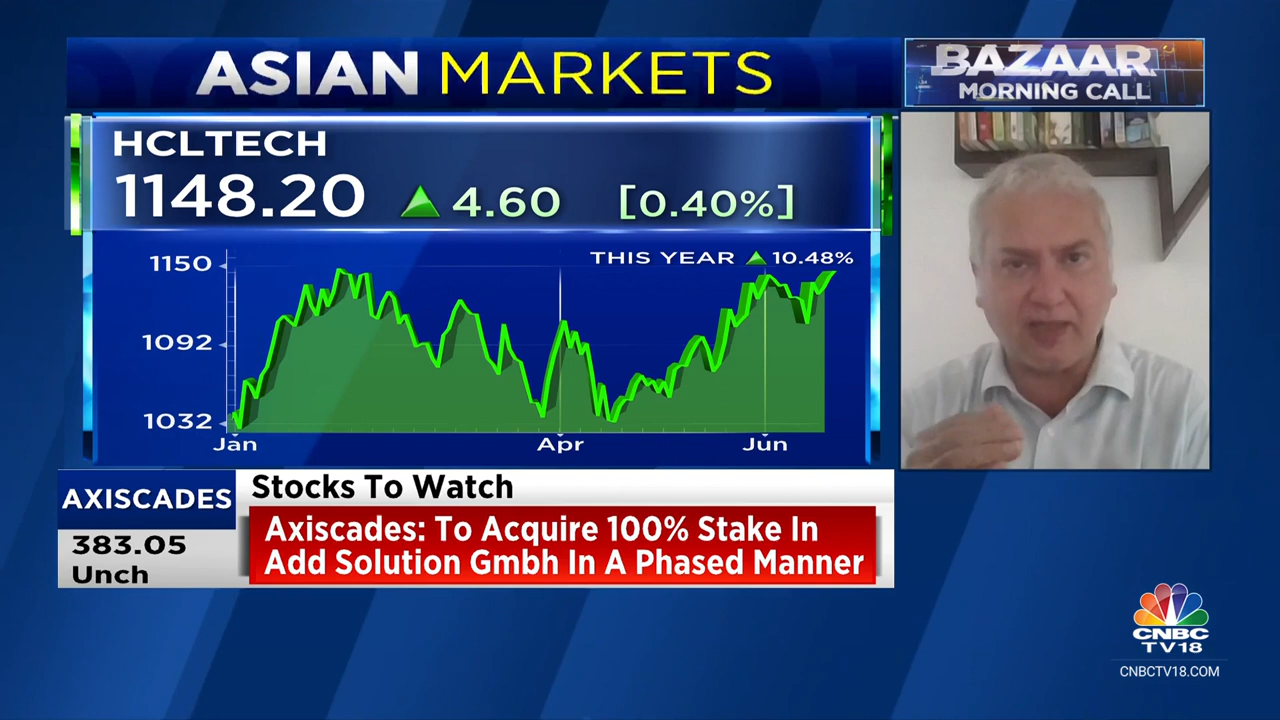 ASIAN MARKETS
BAZAAR
MORNING CALL
HCLTECH
1148.20 ▲ 4.60 [0.40%]
THIS YEAR ▲ 10.48%
1150
1092
1032
Jan Apr Jun
AXISCADES
383.05
Unch
Stocks To Watch
Axiscades: To Acquire 100% Stake In
Add Solution Gmbh In A Phased Manner
CNBC
TV18
CNBCTV18.COM